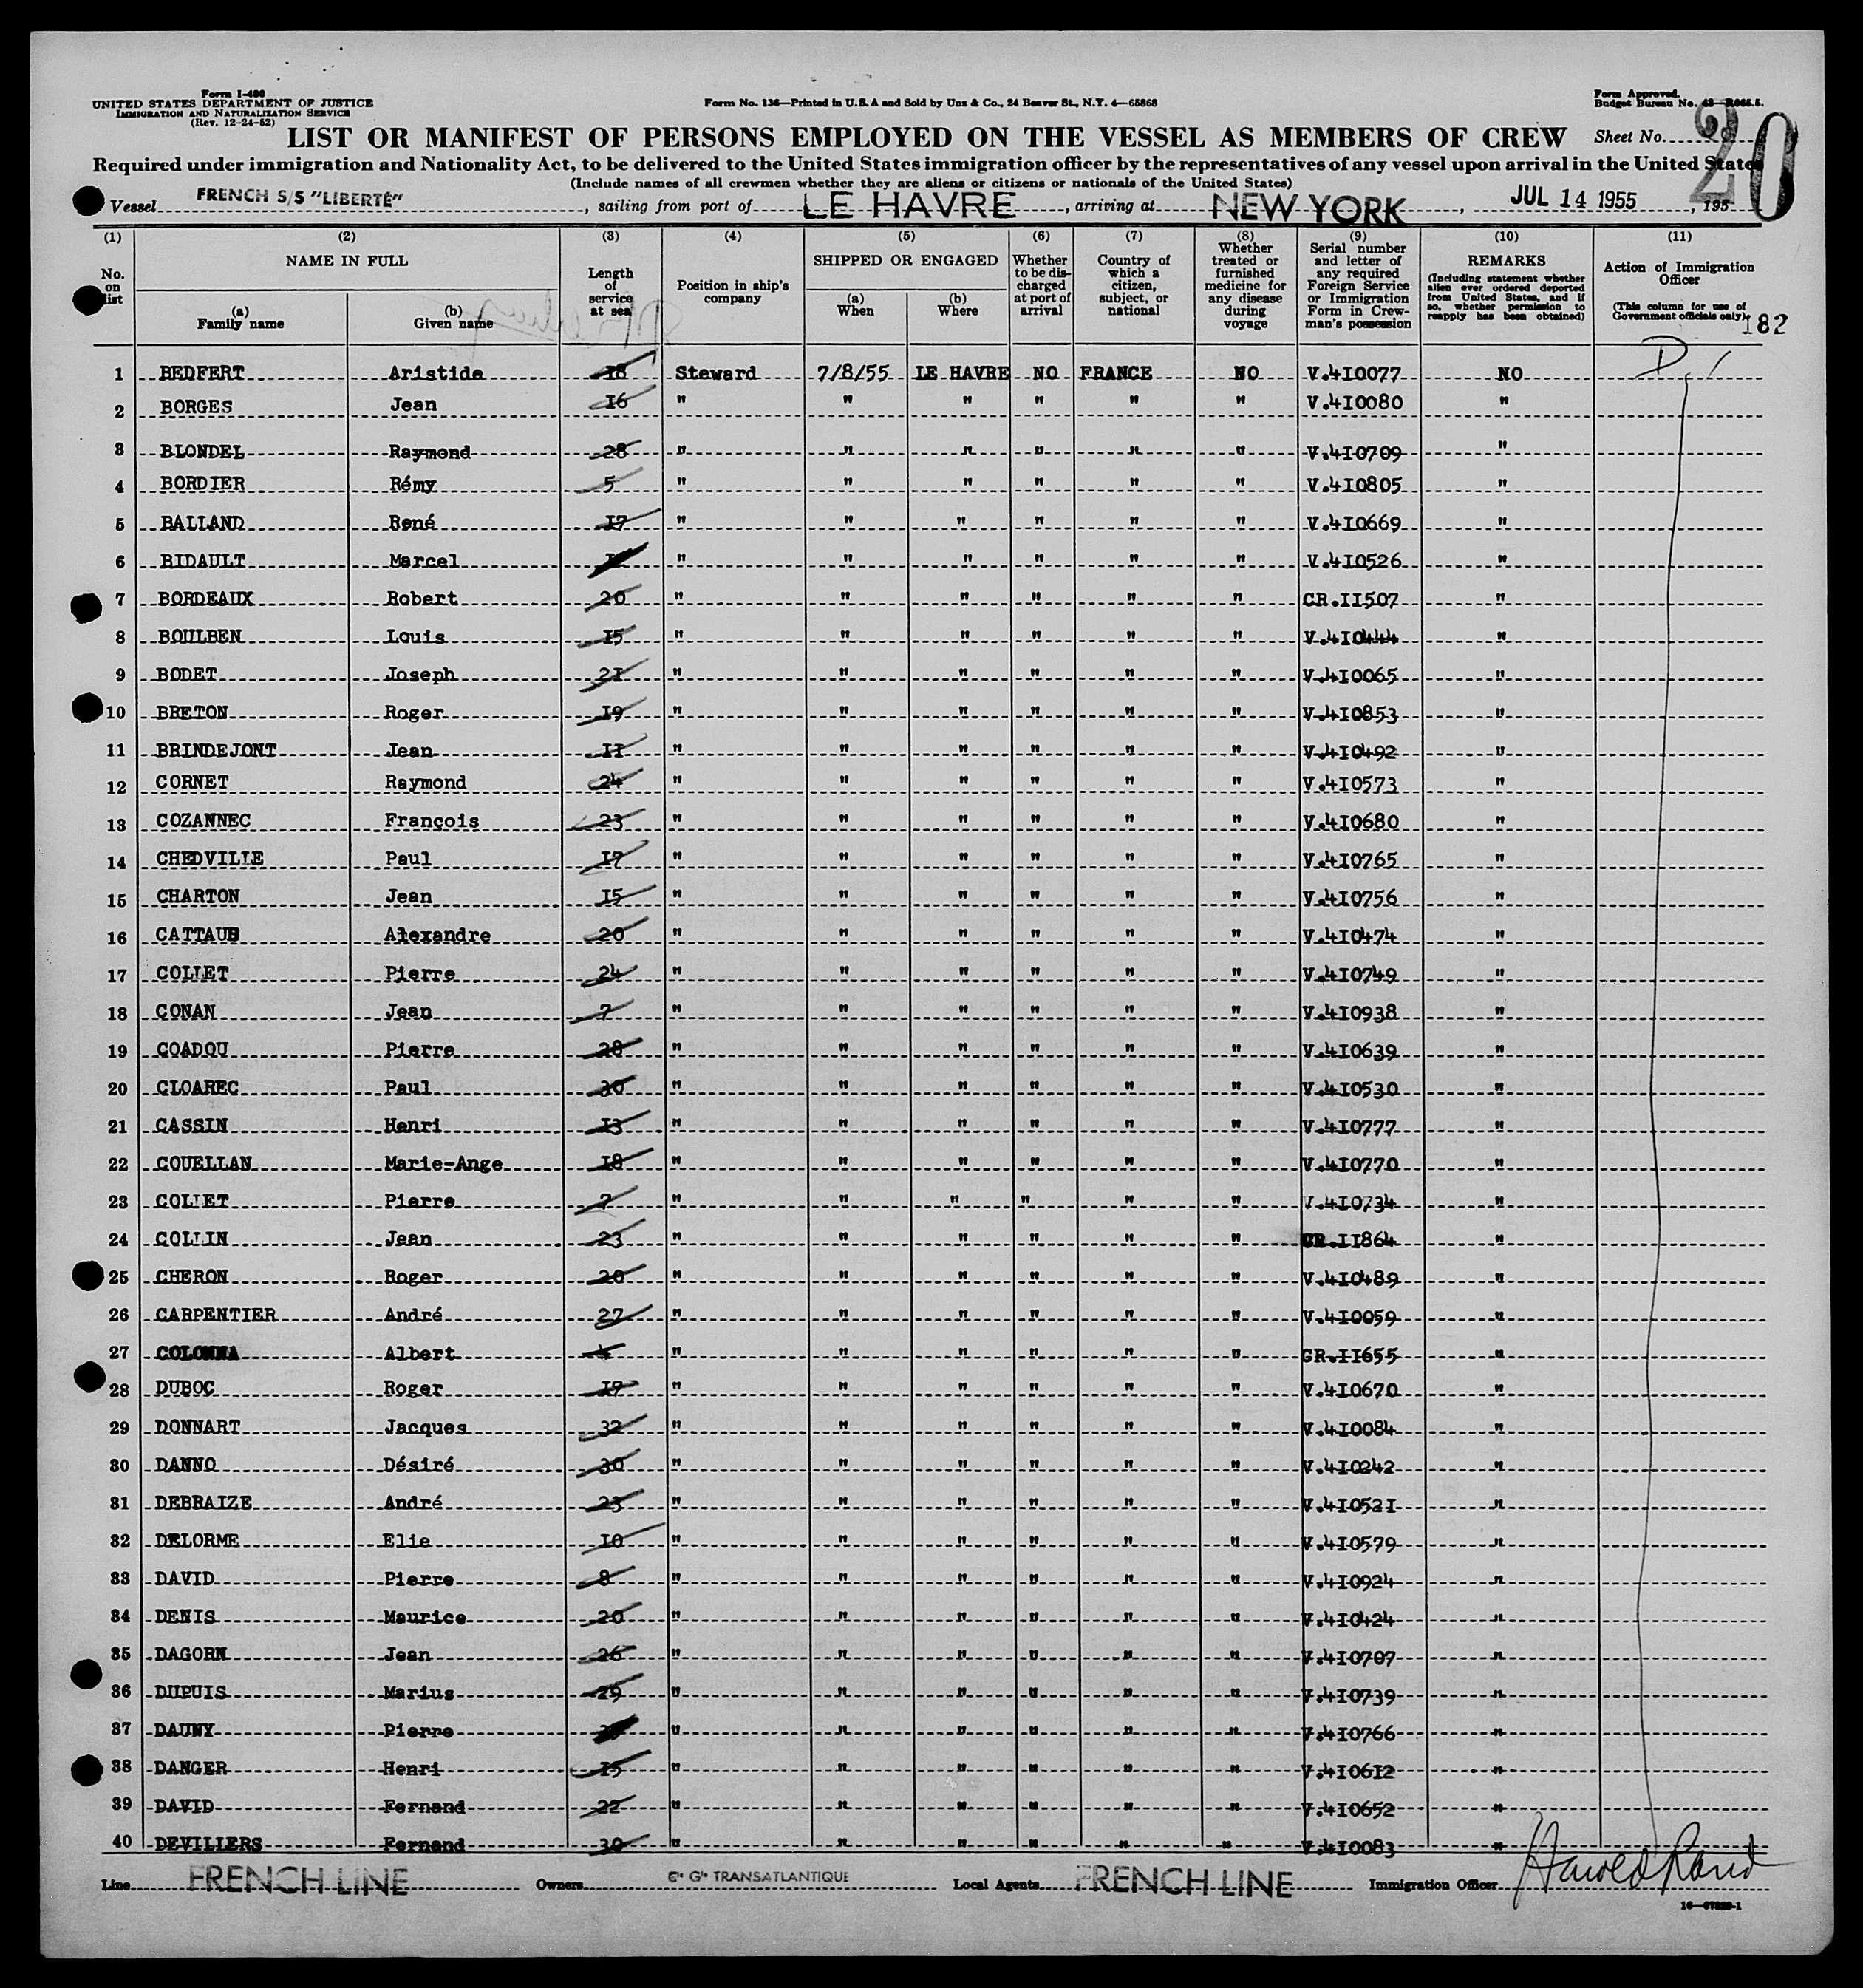 Form I-480
UNITED STATES DEPARTMENT OF JUSTICE
IMMIGRATION AND NATURALIZATION SERVICE
(Rev. 12-24-52)
Form No. 136—Printed in U.S.A and Sold by Unz & Co., 24 Beaver St., N.Y. 4—65868
Form Approved.
Budget Bureau No. 43—R065.5.
LIST OR MANIFEST OF PERSONS EMPLOYED ON THE VESSEL AS MEMBERS OF CREW
Sheet No. 20
Required under immigration and Nationality Act, to be delivered to the United States immigration officer by the representatives of any vessel upon arrival in the United States
(Include names of all crewmen whether they are aliens or citizens or nationals of the United States)
Vessel FRENCH S/S "LIBERTÉ", sailing from port of LE HAVRE, arriving at NEW YORK, JUL 14 1955, 195
(1) (2) (3) (4) (5) (6) (7) (8) (9) (10) (11)
No. on list
NAME IN FULL
(a) Family name
(b) Given name
Length of service at sea
Position in ship's company
SHIPPED OR ENGAGED
(a) When
(b) Where
Whether to be discharged at port of arrival
Country of which a citizen, subject, or national
Whether treated or furnished medicine for any disease during voyage
Serial number and letter of any required Foreign Service or Immigration Form in Crewman's possession
REMARKS
(Including statement whether alien ever ordered deported from United States, and if so, whether permission to reapply has been obtained)
Action of Immigration Officer
(This column for use of Government officials only)
182
1 BEDFERT Aristide 18 Steward 7/8/55 LE HAVRE NO FRANCE NO V.410077 NO D
2 BORGES Jean 16 " " " " " " V.410080 "
3 BLONDEL Raymond 28 " " " " " " V.410709 "
4 BORDIER Rémy 5 " " " " " " V.410805 "
5 BALLAND René 17 " " " " " " V.410669 "
6 BIDAULT Marcel " " " " " " V.410526 "
7 BORDEAUX Robert 20 " " " " " " CR.11507 "
8 BOULBEN Louis 15 " " " " " " V.410444 "
9 BODET Joseph 21 " " " " " " V.410065 "
10 BRETON Roger 19 " " " " " " V.410853 "
11 BRINDEJONT Jean 11 " " " " " " V.410492 "
12 CORNET Raymond 24 " " " " " " V.410573 "
13 COZANNEC François 23 " " " " " " V.410680 "
14 CHEDVILLE Paul 17 " " " " " " V.410765 "
15 CHARTON Jean 15 " " " " " " V.410756 "
16 CATTAUB Alexandre 20 " " " " " " V.410474 "
17 COLLET Pierre 24 " " " " " " V.410749 "
18 CONAN Jean 7 " " " " " " V.410938 "
19 COADOU Pierre 28 " " " " " " V.410639 "
20 CLOAREC Paul 30 " " " " " " V.410530 "
21 CASSIN Henri 13 " " " " " " V.410777 "
22 COUELLAN Marie-Ange 18 " " " " " " V.410770 "
23 COLLET Pierre 7 " " " " " " V.410734 "
24 COLLIN Jean 23 " " " " " " CR.11864 "
25 CHERON Roger 20 " " " " " " V.410489 "
26 CARPENTIER André 27 " " " " " " V.410059 "
27 COLONNA Albert 4 " " " " " " CR.11655 "
28 DUBOC Roger 17 " " " " " " V.410670 "
29 DONNART Jacques 32 " " " " " " V.410084 "
30 DANNO Désiré 30 " " " " " " V.410242 "
31 DEBRAIZE André 23 " " " " " " V.410521 "
32 DELORME Elie 10 " " " " " " V.410579 "
33 DAVID Pierre 8 " " " " " " V.410924 "
34 DENIS Maurice 20 " " " " " " V.410424 "
35 DAGORN Jean 26 " " " " " " V.410707 "
36 DUPUIS Marius 29 " " " " " " V.410739 "
37 DAUNY Pierre " " " " " " V.410766 "
38 DANGER Henri 15 " " " " " " V.410612 "
39 DAVID Fernand 22 " " " " " " V.410652 "
40 DEVILLERS Fernand 30 " " " " " " V.410083 "
Line FRENCH LINE Owners Cie Gle TRANSATLANTIQUE Local Agents FRENCH LINE Immigration Officer Harold Rand